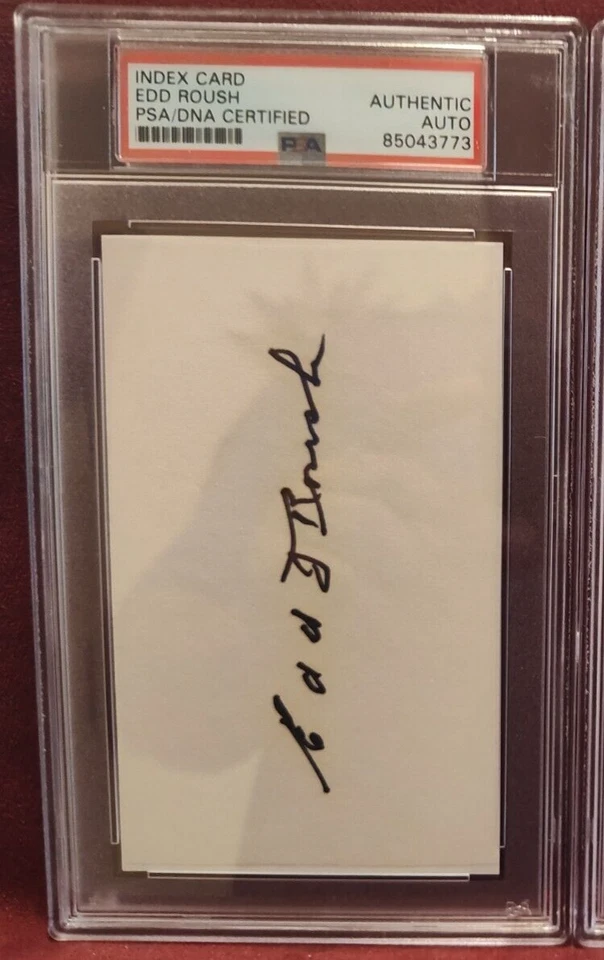 INDEX CARD
EDD ROUSH
PSA/DNA CERTIFIED
AUTHENTIC
AUTO
85043773
PSA
Edd J Roush